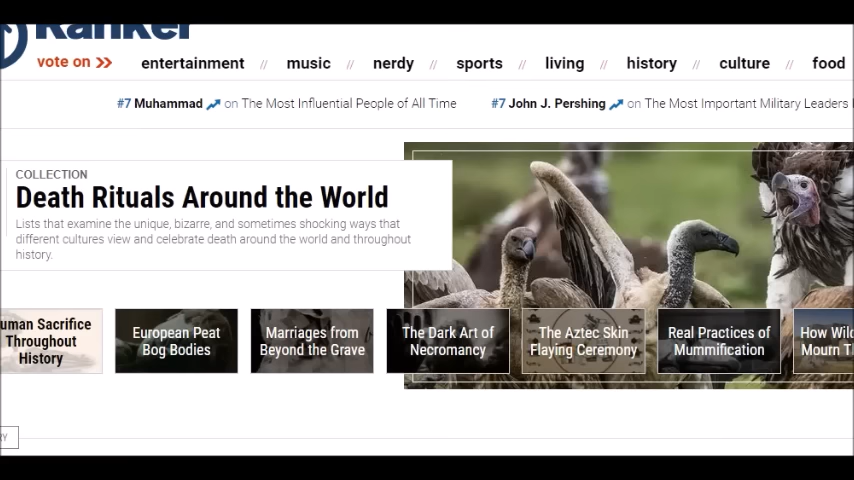 Ranker
vote on >> entertainment // music // nerdy // sports // living // history // culture // food
#7 Muhammad on The Most Influential People of All Time #7 John J. Pershing on The Most Important Military Leaders
COLLECTION
Death Rituals Around the World
Lists that examine the unique, bizarre, and sometimes shocking ways that
different cultures view and celebrate death around the world and throughout
history.
uman Sacrifice
Throughout
History
European Peat
Bog Bodies
Marriages from
Beyond the Grave
The Dark Art of
Necromancy
The Aztec Skin
Flaying Ceremony
Real Practices of
Mummification
How Wild
Mourn T
RY